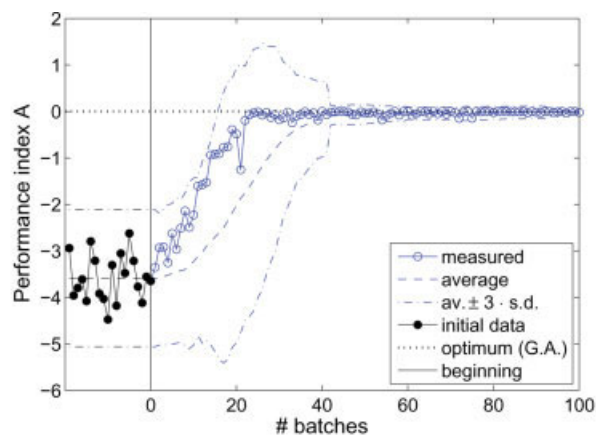 2
1
0
−1
−2
−3
−4
−5
−6
Performance index A
measured
average
av. ± 3 · s.d.
initial data
optimum (G.A.)
beginning
0 20 40 60 80 100
# batches